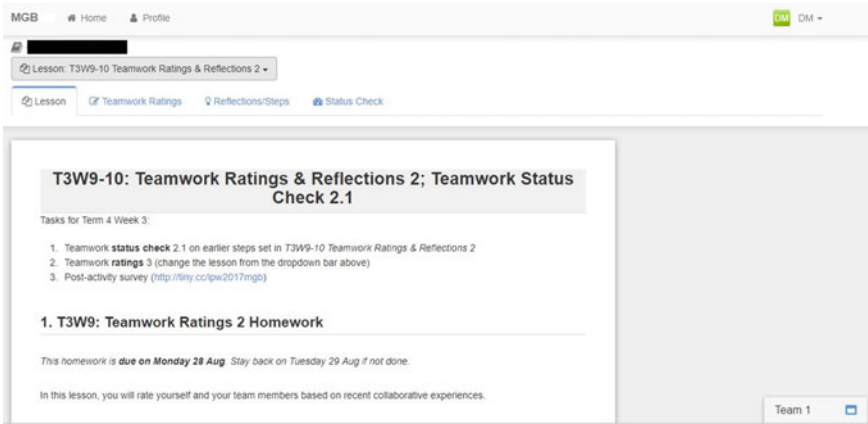 MGB Home Profile DM DM
Lesson: T3W9-10 Teamwork Ratings & Reflections 2
Lesson Teamwork Ratings Reflections/Steps Status Check
T3W9-10: Teamwork Ratings & Reflections 2; Teamwork Status
Check 2.1
Tasks for Term 4 Week 3:
1. Teamwork status check 2.1 on earlier steps set in T3W9-10 Teamwork Ratings & Reflections 2
2. Teamwork ratings 3 (change the lesson from the dropdown bar above)
3. Post-activity survey (http://tiny.cc/ipw2017mgb)
1. T3W9: Teamwork Ratings 2 Homework
This homework is due on Monday 28 Aug. Stay back on Tuesday 29 Aug if not done.
In this lesson, you will rate yourself and your team members based on recent collaborative experiences.
Team 1